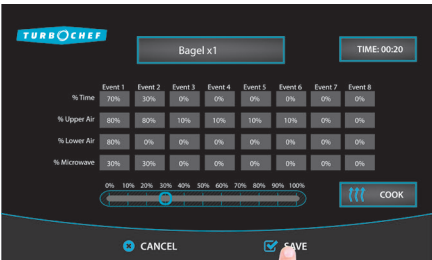 TURBOCHEF
Bagel x1
TIME: 00:20
Event 1 Event 2 Event 3 Event 4 Event 5 Event 6 Event 7 Event 8
% Time 70% 30% 0% 0% 0% 0% 0% 0%
% Upper Air 80% 80% 10% 10% 10% 10% 0% 0%
% Lower Air 80% 0% 0% 0% 0% 0% 0% 0%
% Microwave 30% 30% 0% 0% 0% 0% 0% 0%
0% 10% 20% 30% 40% 50% 60% 70% 80% 90% 100%
COOK
CANCEL SAVE